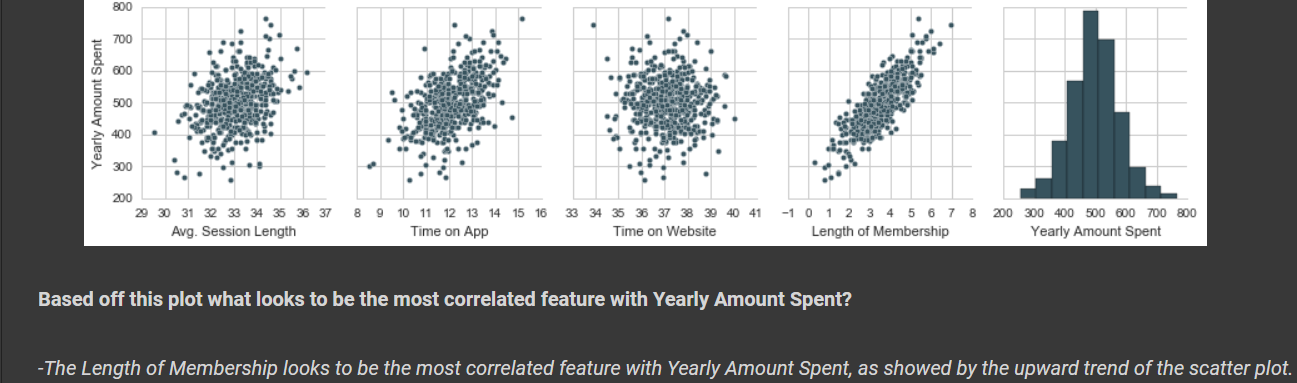 800
700
600
500
400
300
200
Yearly Amount Spent
29 30 31 32 33 34 35 36 37
Avg. Session Length
8 9 10 11 12 13 14 15 16
Time on App
33 34 35 36 37 38 39 40 41
Time on Website
−1 0 1 2 3 4 5 6 7 8
Length of Membership
200 300 400 500 600 700 800
Yearly Amount Spent
Based off this plot what looks to be the most correlated feature with Yearly Amount Spent?
-The Length of Membership looks to be the most correlated feature with Yearly Amount Spent, as showed by the upward trend of the scatter plot.